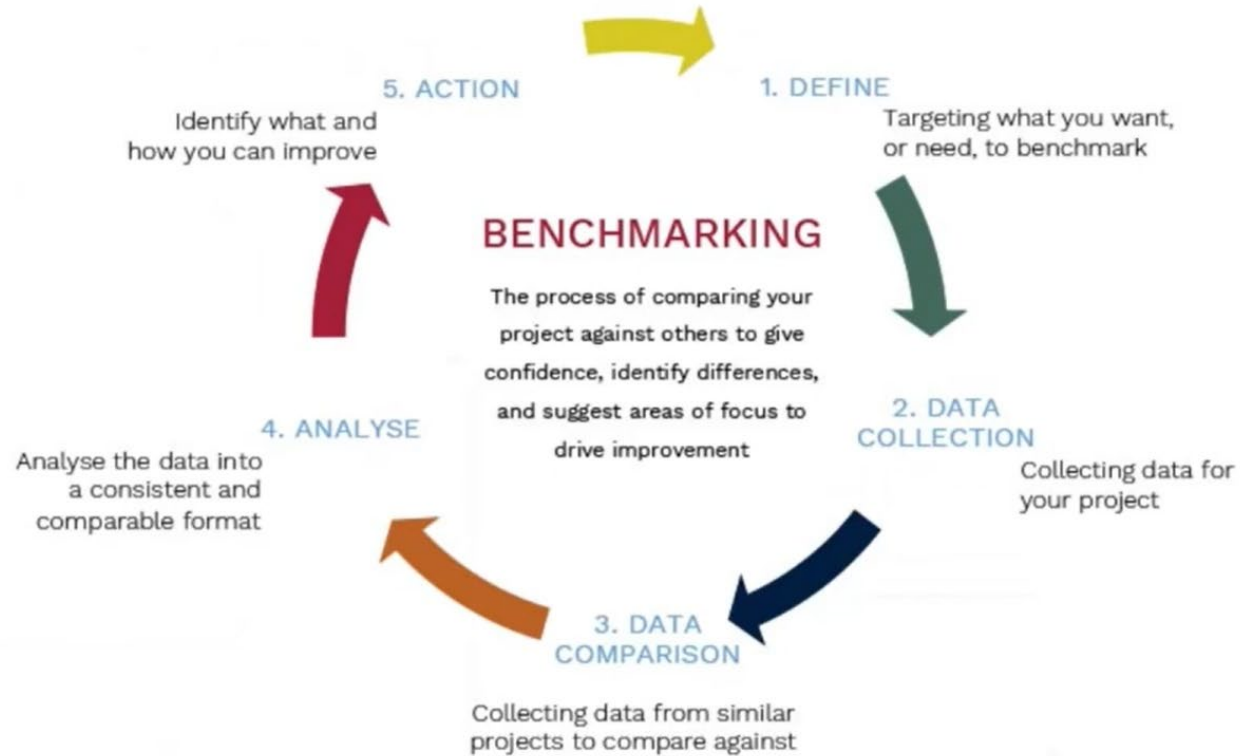 BENCHMARKING
The process of comparing your
project against others to give
confidence, identify differences,
and suggest areas of focus to
drive improvement
1. DEFINE
Targeting what you want,
or need, to benchmark
2. DATA
COLLECTION
Collecting data for
your project
3. DATA
COMPARISON
Collecting data from similar
projects to compare against
4. ANALYSE
Analyse the data into
a consistent and
comparable format
5. ACTION
Identify what and
how you can improve